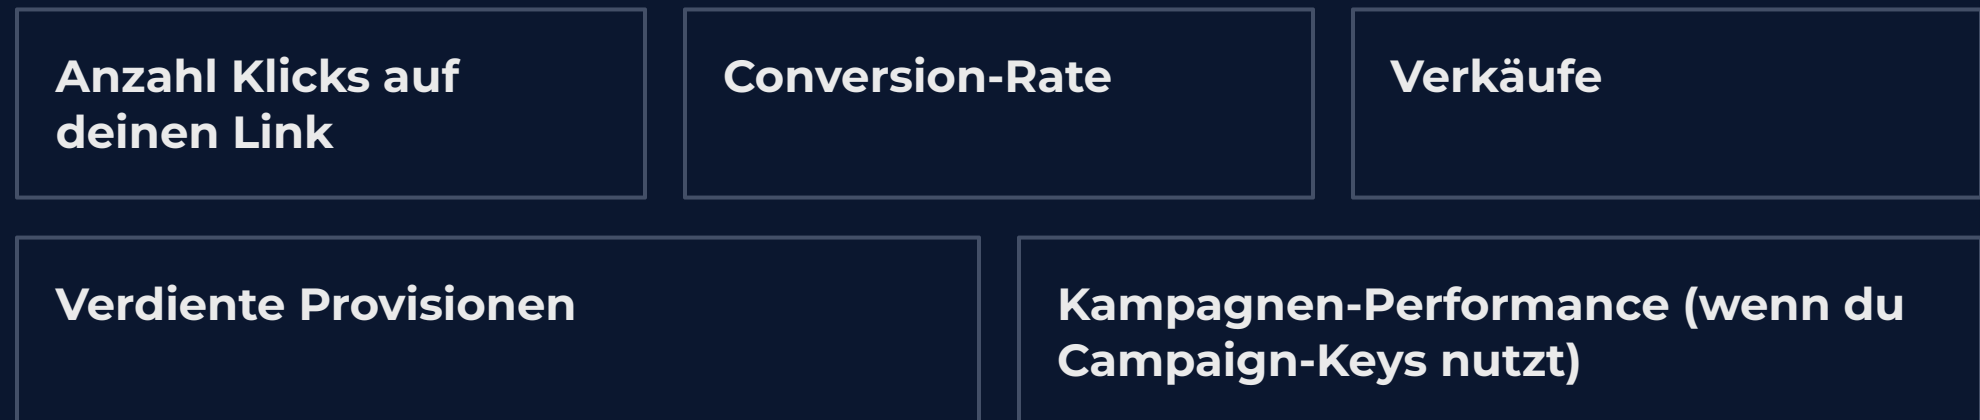 Anzahl Klicks auf
deinen Link
Conversion-Rate
Verkäufe
Verdiente Provisionen
Kampagnen-Performance (wenn du
Campaign-Keys nutzt)